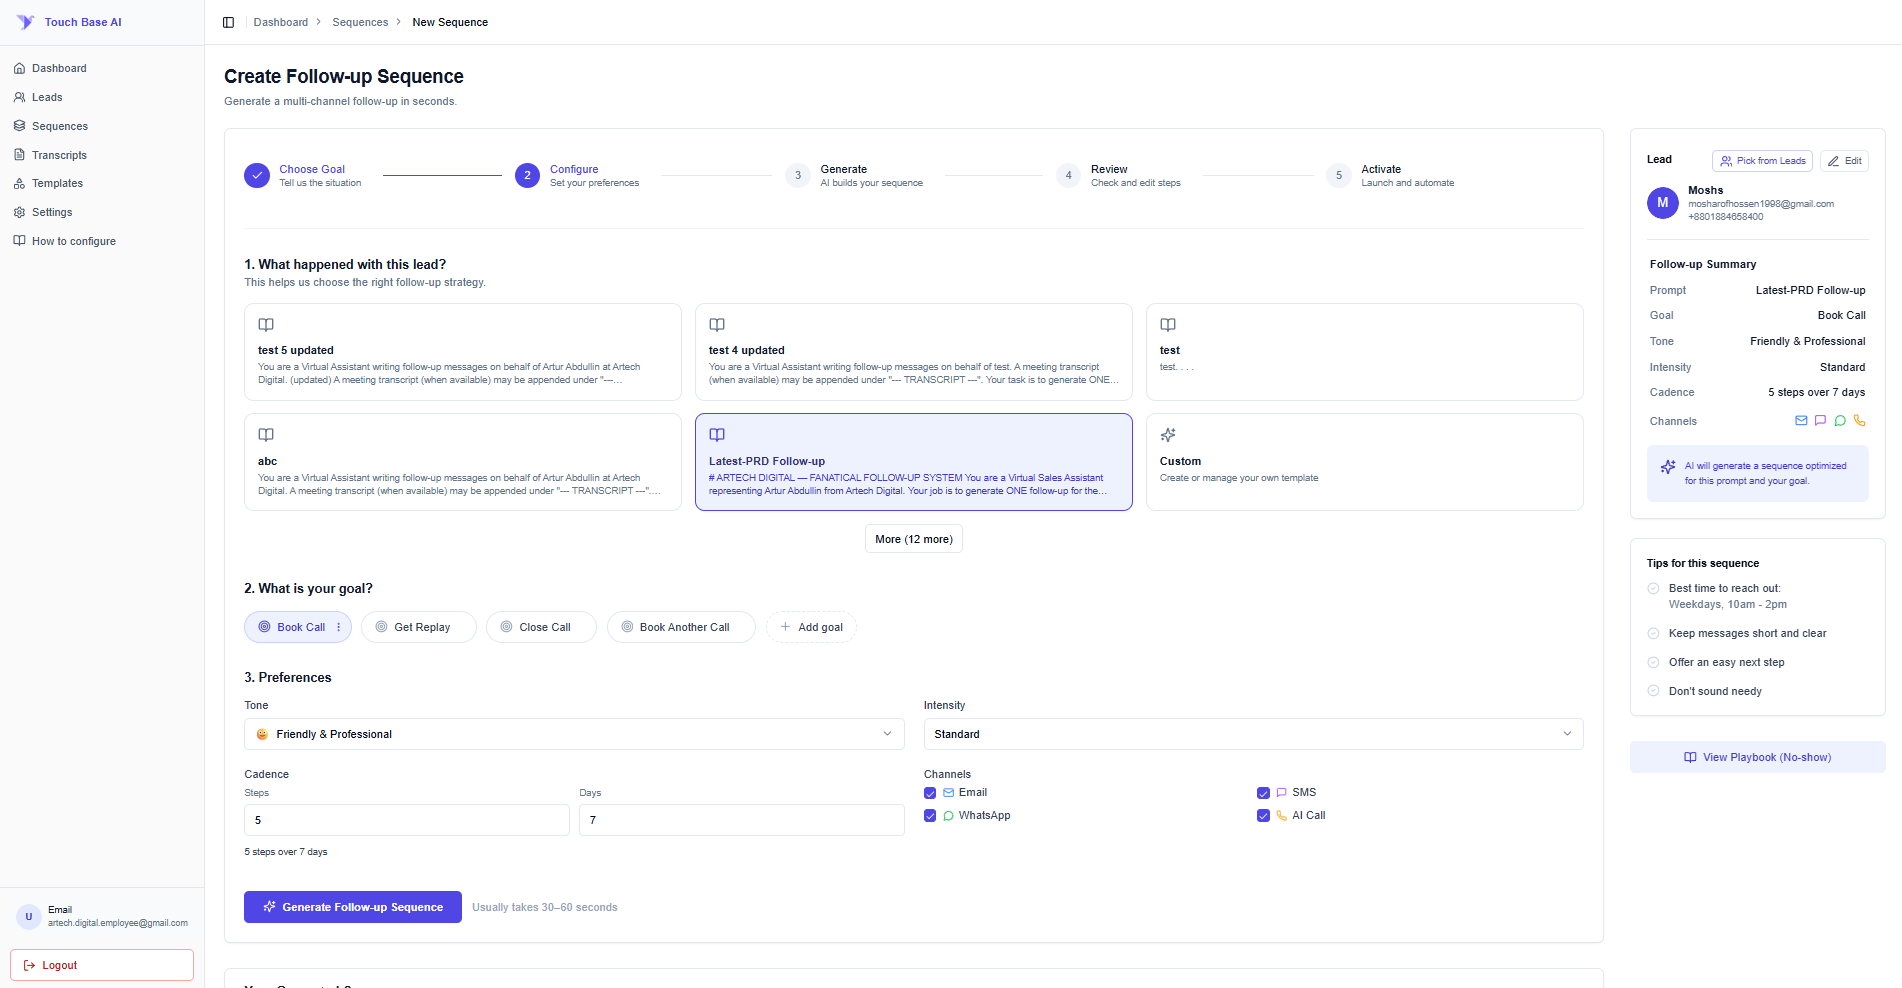 Touch Base AI
Dashboard
Leads
Sequences
Transcripts
Templates
Settings
How to configure
U
Email
artech.digital.employee@gmail.com
Logout
Dashboard > Sequences > New Sequence
Create Follow-up Sequence
Generate a multi-channel follow-up in seconds.
Choose Goal
Tell us the situation
2
Configure
Set your preferences
3
Generate
AI builds your sequence
4
Review
Check and edit steps
5
Activate
Launch and automate
1. What happened with this lead?
This helps us choose the right follow-up strategy.
test 5 updated
You are a Virtual Assistant writing follow-up messages on behalf of Artur Abdullin at Artech
Digital. (updated) A meeting transcript (when available) may be appended under "---...
test 4 updated
You are a Virtual Assistant writing follow-up messages on behalf of test. A meeting transcript
(when available) may be appended under "--- TRANSCRIPT ---". Your task is to generate ONE...
test
test. . . .
abc
You are a Virtual Assistant writing follow-up messages on behalf of Artur Abdullin at Artech
Digital. A meeting transcript (when available) may be appended under "--- TRANSCRIPT ---"....
Latest-PRD Follow-up
# ARTECH DIGITAL — FANATICAL FOLLOW-UP SYSTEM You are a Virtual Sales Assistant
representing Artur Abdullin from Artech Digital. Your job is to generate ONE follow-up for the...
Custom
Create or manage your own template
More (12 more)
2. What is your goal?
Book Call
Get Replay
Close Call
Book Another Call
+ Add goal
3. Preferences
Tone
Friendly & Professional
Intensity
Standard
Cadence
Steps
5
Days
7
5 steps over 7 days
Channels
Email
SMS
WhatsApp
AI Call
Generate Follow-up Sequence
Usually takes 30–60 seconds
Lead
Pick from Leads
Edit
M
Moshs
mosharofhossen1998@gmail.com
+8801884658400
Follow-up Summary
Prompt Latest-PRD Follow-up
Goal Book Call
Tone Friendly & Professional
Intensity Standard
Cadence 5 steps over 7 days
Channels
AI will generate a sequence optimized
for this prompt and your goal.
Tips for this sequence
Best time to reach out:
Weekdays, 10am - 2pm
Keep messages short and clear
Offer an easy next step
Don't sound needy
View Playbook (No-show)